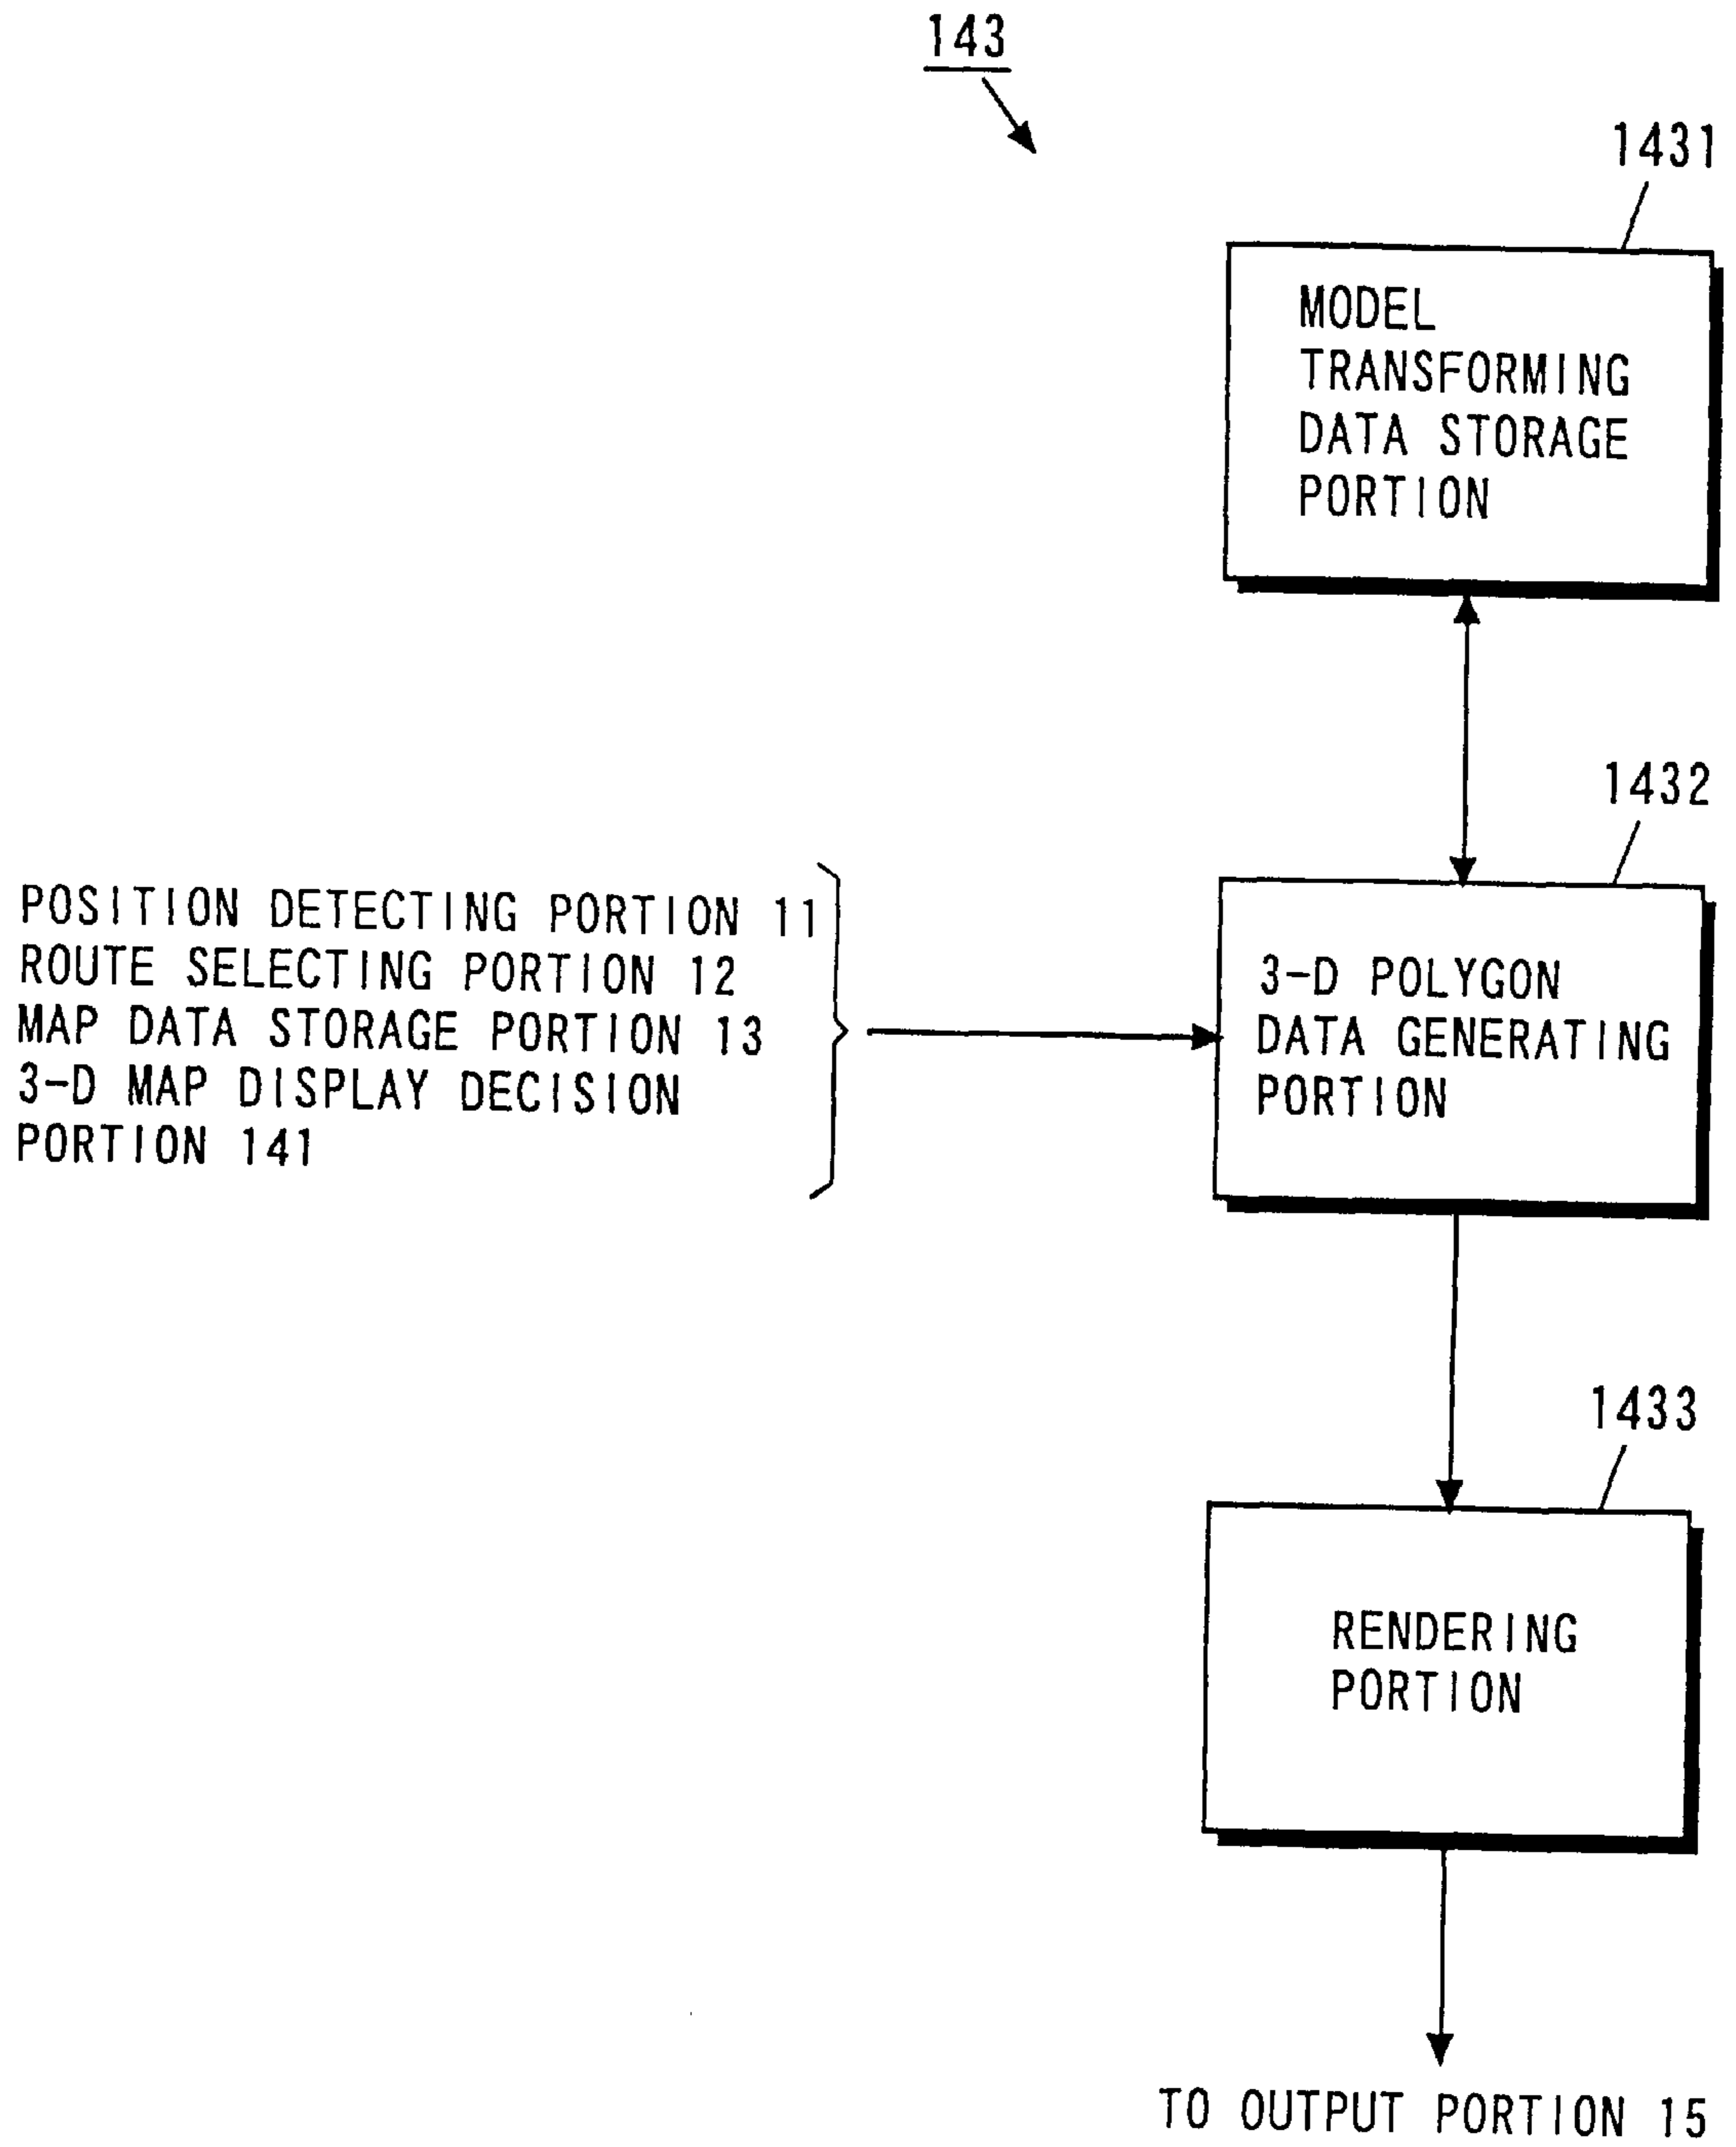 143
1431
MODEL
TRANSFORMING
DATA STORAGE
PORTION
1432
POSITION DETECTING PORTION 11
ROUTE SELECTING PORTION 12
MAP DATA STORAGE PORTION 13
3-D MAP DISPLAY DECISION
PORTION 141
3-D POLYGON
DATA GENERATING
PORTION
1433
RENDERING
PORTION
TO OUTPUT PORTION 15